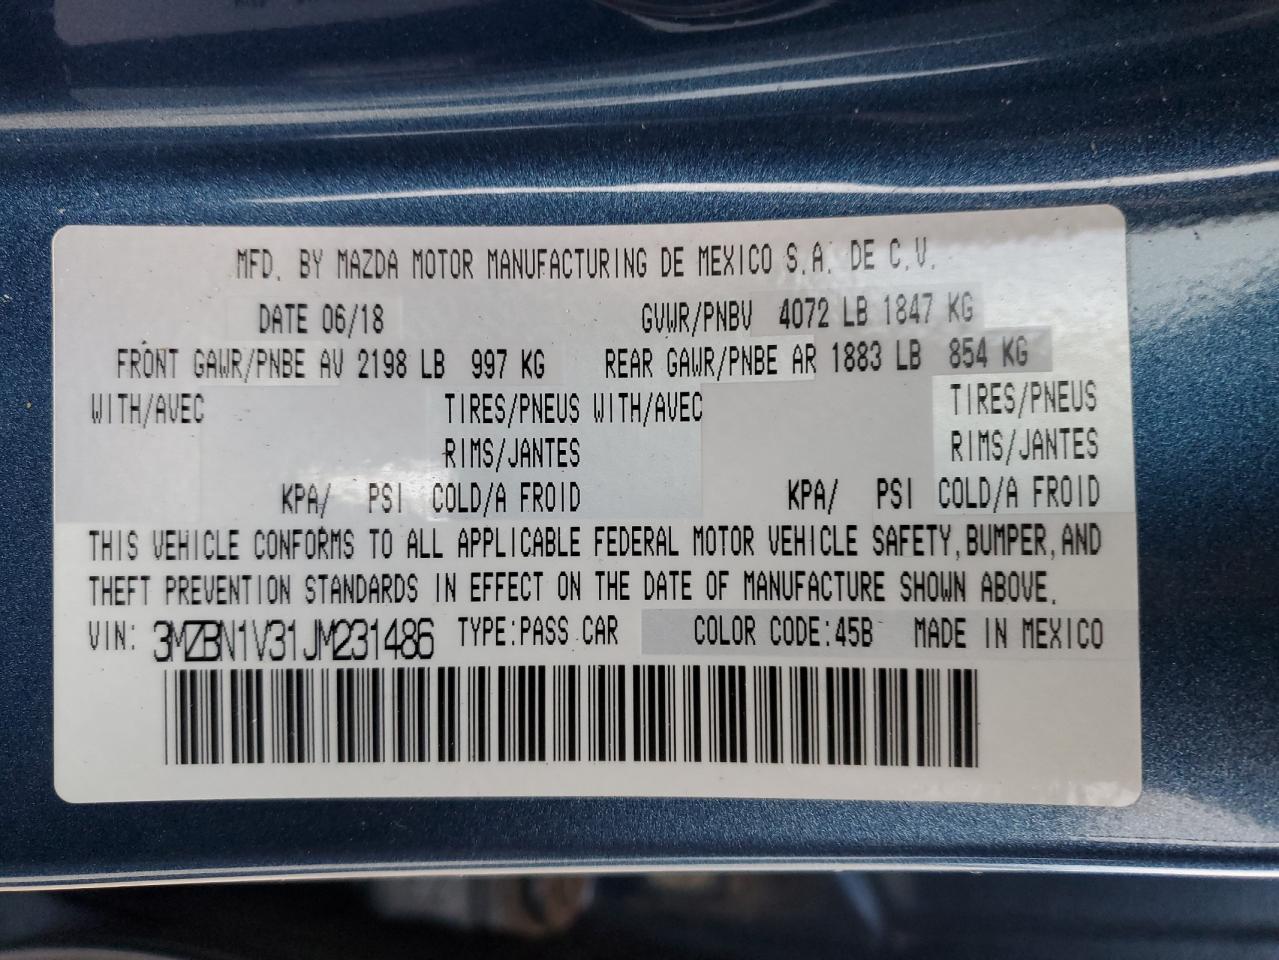 MFD. BY MAZDA MOTOR MANUFACTURING DE MEXICO S.A. DE C.V.
DATE 06/18 GVWR/PNBV 4072 LB 1847 KG
FRONT GAWR/PNBE AV 2198 LB 997 KG REAR GAWR/PNBE AR 1883 LB 854 KG
WITH/AVEC TIRES/PNEUS WITH/AVEC TIRES/PNEUS
RIMS/JANTES RIMS/JANTES
KPA/ PSI COLD/A FROID KPA/ PSI COLD/A FROID
THIS VEHICLE CONFORMS TO ALL APPLICABLE FEDERAL MOTOR VEHICLE SAFETY, BUMPER, AND
THEFT PREVENTION STANDARDS IN EFFECT ON THE DATE OF MANUFACTURE SHOWN ABOVE.
VIN: 3MZBN1V31JM231486 TYPE:PASS CAR COLOR CODE:45B MADE IN MEXICO